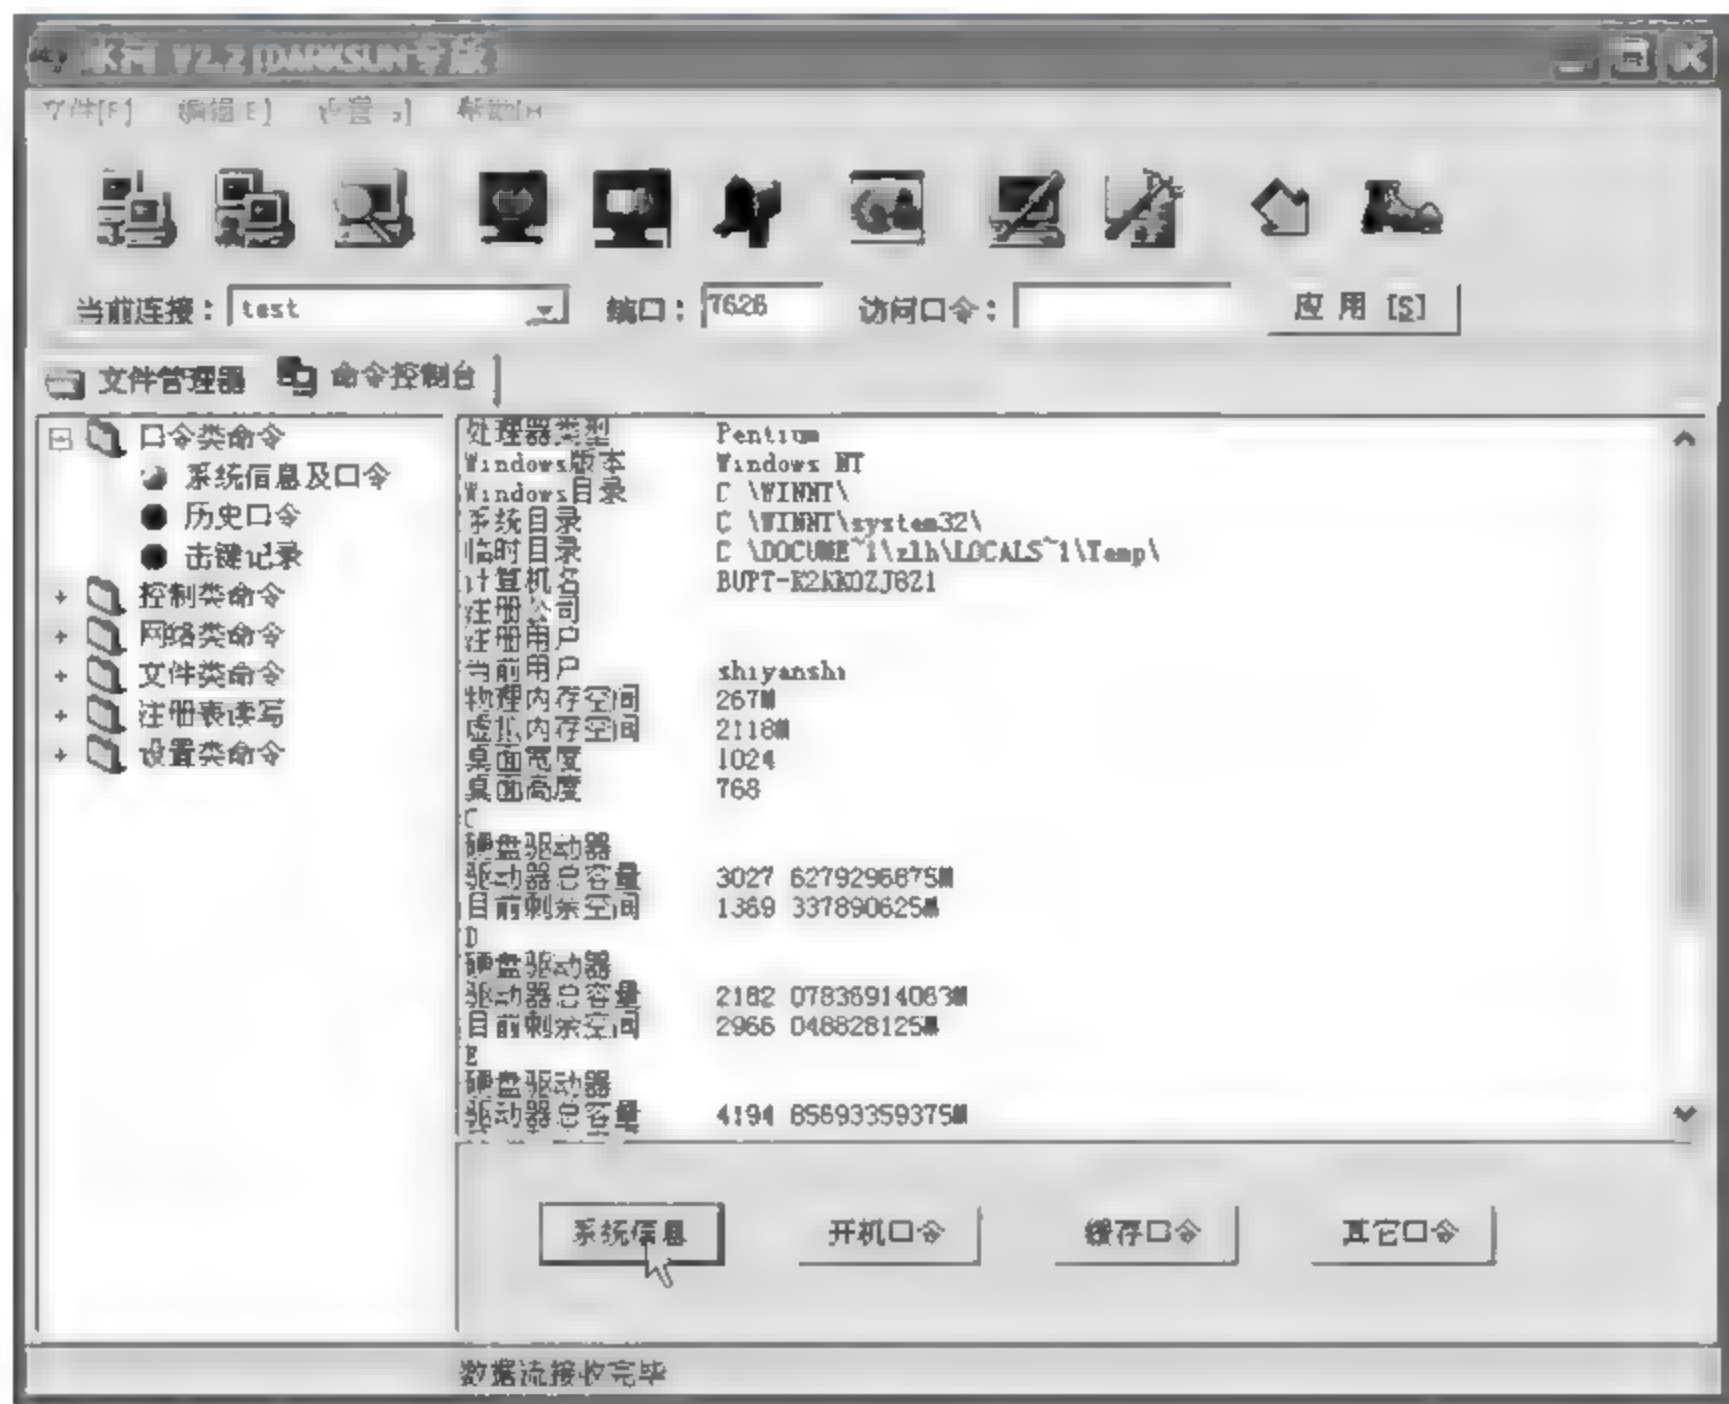 冰河 V2.2 [DARKSUN专版]
文件[F] 编辑[E] 设置[S] 帮助[H]
当前连接： test 端口： 7626 访问口令： 应 用 [S]
文件管理器 命令控制台
口令类命令
系统信息及口令
历史口令
击键记录
控制类命令
网络类命令
文件类命令
注册表读写
设置类命令
处理器类型 Pentium
Windows版本 Windows NT
Windows目录 C \WINNT\
系统目录 C \WINNT\system32\
临时目录 C \DOCUME~1\zlh\LOCALS~1\Temp\
计算机名
注册公司
注册用户
当前用户 shiyanshi
物理内存空间 267M
虚拟内存空间 2118M
桌面宽度 1024
桌面高度 768
C
硬盘驱动器
驱动器总容量 3027 6279296875M
目前剩余空间 1369 337890625M
D
硬盘驱动器
驱动器总容量 2182 07836914063M
目前剩余空间 2966 048828125M
E
硬盘驱动器
驱动器总容量 4194 85693359375M
系统信息 开机口令 缓存口令 其它口令
数据流接收完毕